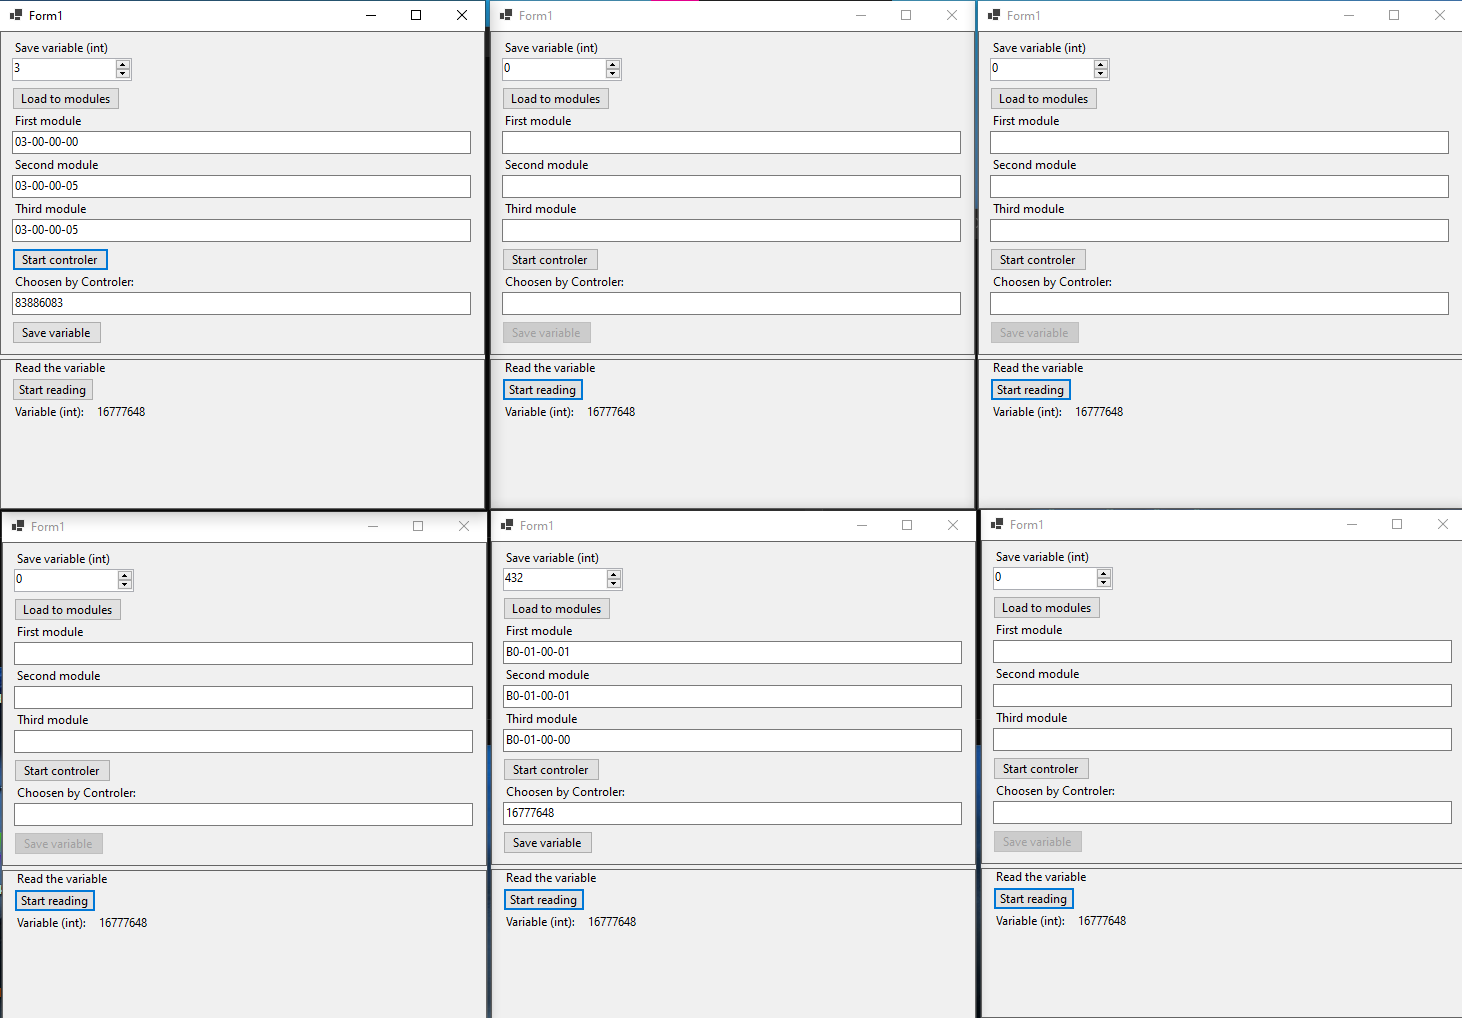 Form1
Save variable (int)
3
Load to modules
First module
03-00-00-00
Second module
03-00-00-05
Third module
03-00-00-05
Start controler
Choosen by Controler:
83886083
Save variable
Read the variable
Start reading
Variable (int): 16777648
Form1
Save variable (int)
0
Load to modules
First module
Second module
Third module
Start controler
Choosen by Controler:
Save variable
Read the variable
Start reading
Variable (int): 16777648
Form1
Save variable (int)
0
Load to modules
First module
Second module
Third module
Start controler
Choosen by Controler:
Save variable
Read the variable
Start reading
Variable (int): 16777648
Form1
Save variable (int)
0
Load to modules
First module
Second module
Third module
Start controler
Choosen by Controler:
Save variable
Read the variable
Start reading
Variable (int): 16777648
Form1
Save variable (int)
432
Load to modules
First module
B0-01-00-01
Second module
B0-01-00-01
Third module
B0-01-00-00
Start controler
Choosen by Controler:
16777648
Save variable
Read the variable
Start reading
Variable (int): 16777648
Form1
Save variable (int)
0
Load to modules
First module
Second module
Third module
Start controler
Choosen by Controler:
Save variable
Read the variable
Start reading
Variable (int): 16777648